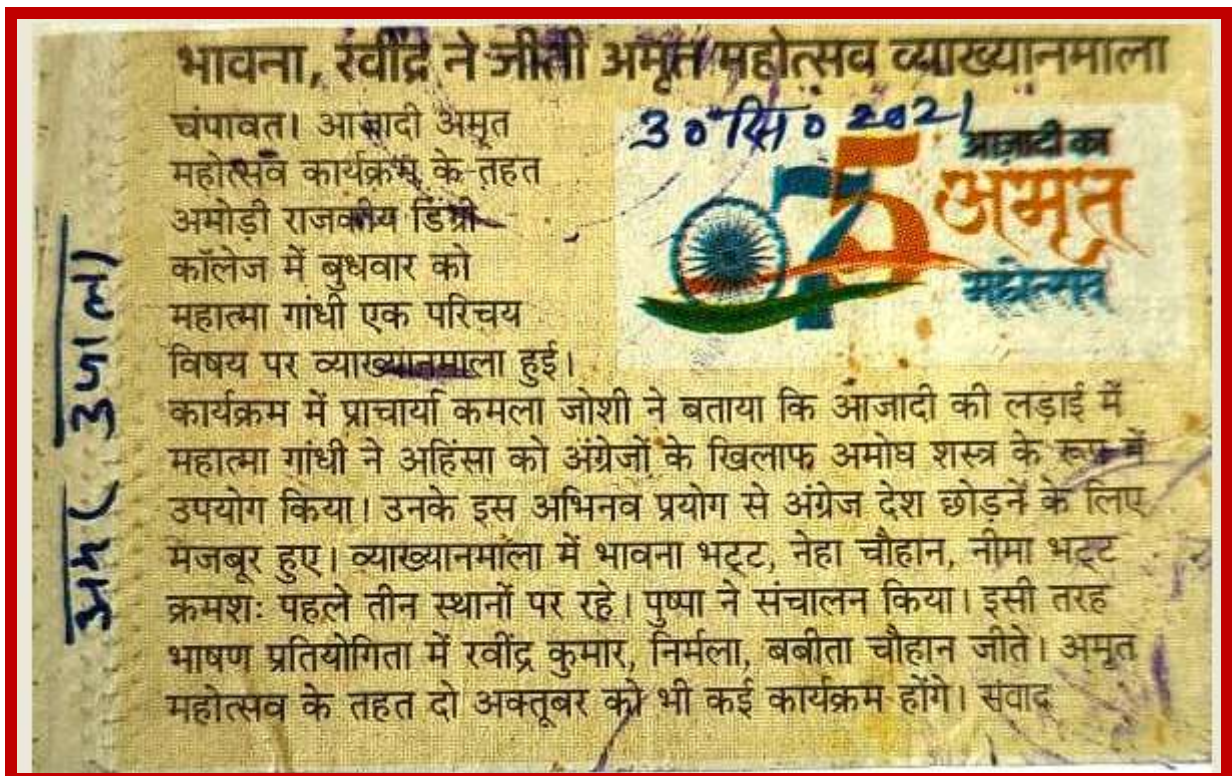 भावना, रवींद्र ने जीती अमृत महोत्सव व्याख्यानमाला
चंपावत। आजादी अमृत
महोत्सव कार्यक्रम के तहत
अमोड़ी राजकीय डिग्री
कॉलेज में बुधवार को
महात्मा गांधी एक परिचय
विषय पर व्याख्यानमाला हुई।
30 सि0 2021
75
आज़ादी का
अमृत
महोत्सव
कार्यक्रम में प्राचार्या कमला जोशी ने बताया कि आजादी की लड़ाई में
महात्मा गांधी ने अहिंसा को अंग्रेजों के खिलाफ अमोघ शस्त्र के रूप में
उपयोग किया। उनके इस अभिनव प्रयोग से अंग्रेज देश छोड़ने के लिए
मजबूर हुए। व्याख्यानमाला में भावना भट्ट, नेहा चौहान, नीमा भट्ट
क्रमशः पहले तीन स्थानों पर रहे। पुष्पा ने संचालन किया। इसी तरह
भाषण प्रतियोगिता में रवींद्र कुमार, निर्मला, बबीता चौहान जीते। अमृत
महोत्सव के तहत दो अक्तूबर को भी कई कार्यक्रम होंगे। संवाद
अमर उजाला